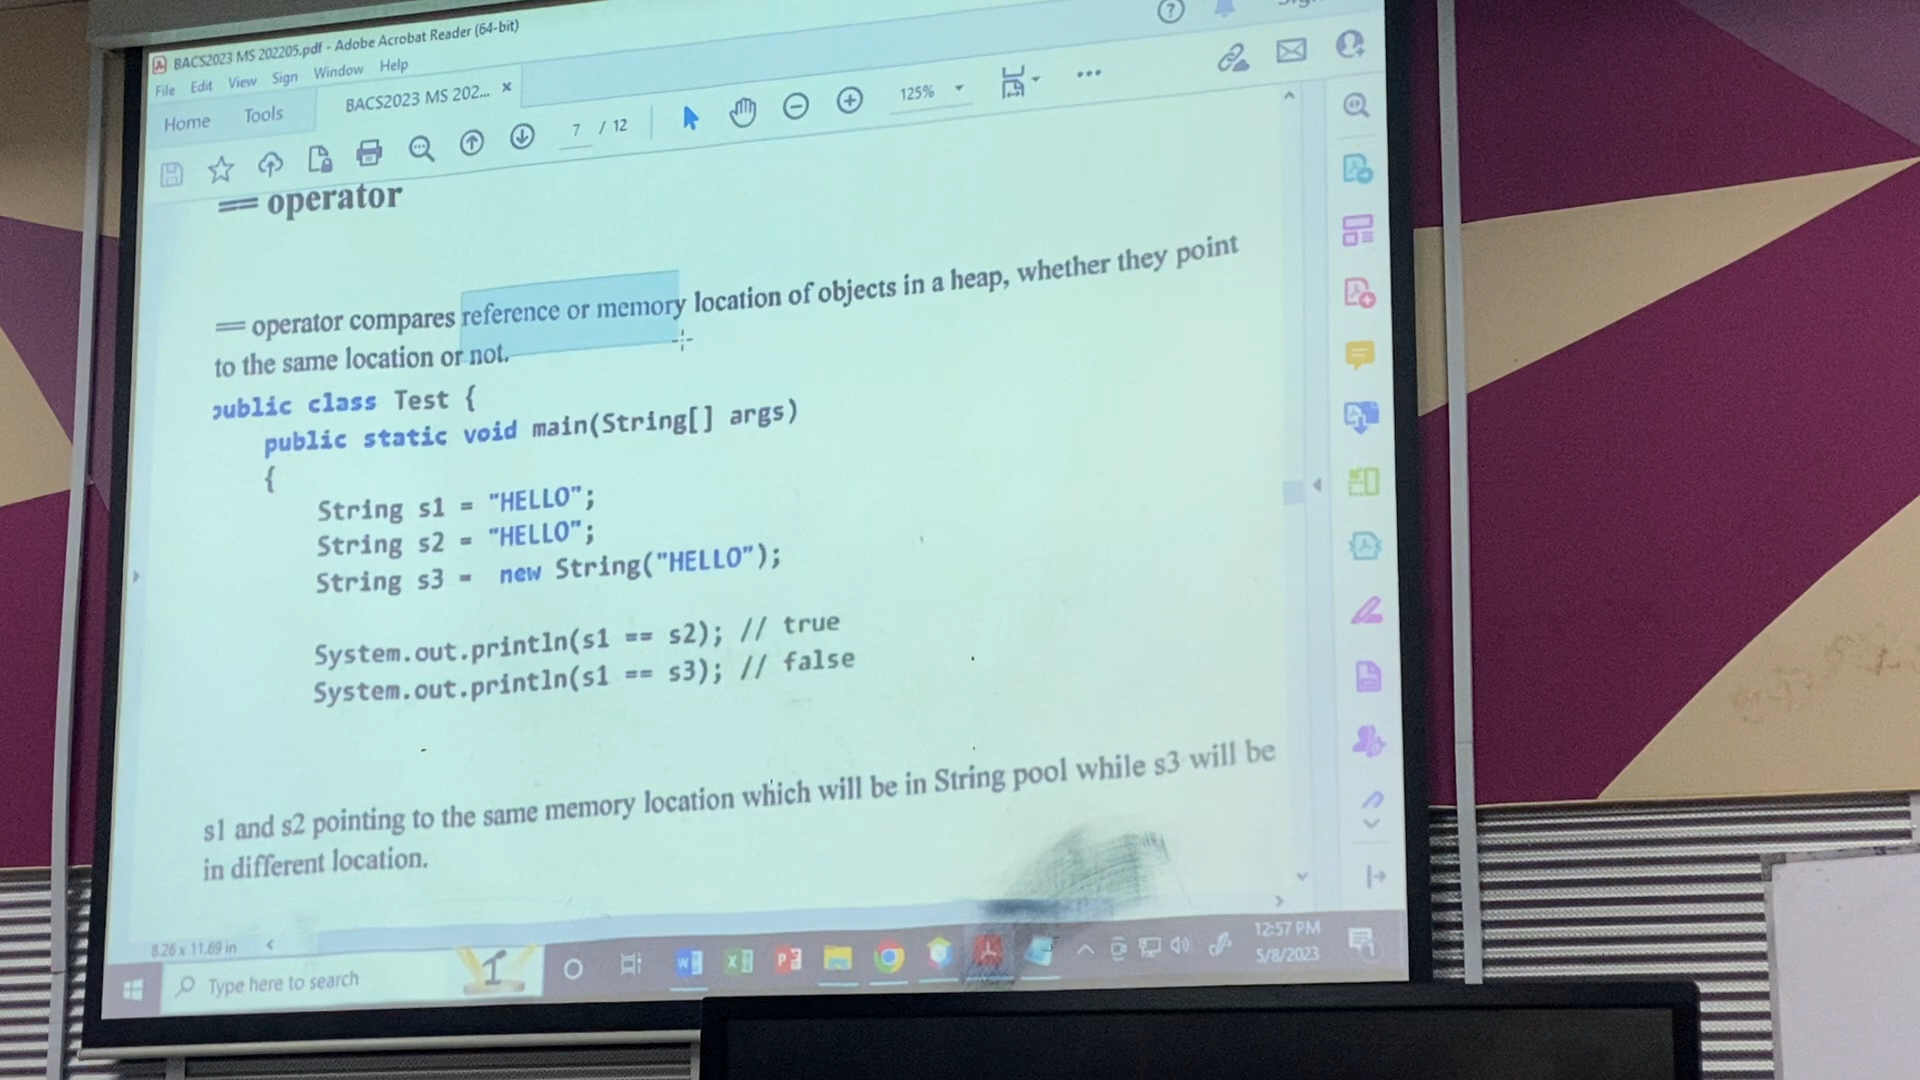 BACS2023 MS 202205.pdf - Adobe Acrobat Reader (64-bit)
File Edit View Sign Window Help
Home Tools BACS2023 MS 202... ×
7 / 12 125%
== operator
== operator compares reference or memory location of objects in a heap, whether they point
to the same location or not.
public class Test {
public static void main(String[] args)
{
String s1 = "HELLO";
String s2 = "HELLO";
String s3 = new String("HELLO");
System.out.println(s1 == s2); // true
System.out.println(s1 == s3); // false
s1 and s2 pointing to the same memory location which will be in String pool while s3 will be
in different location.
8.26 x 11.69 in
Type here to search
12:57 PM
5/8/2023